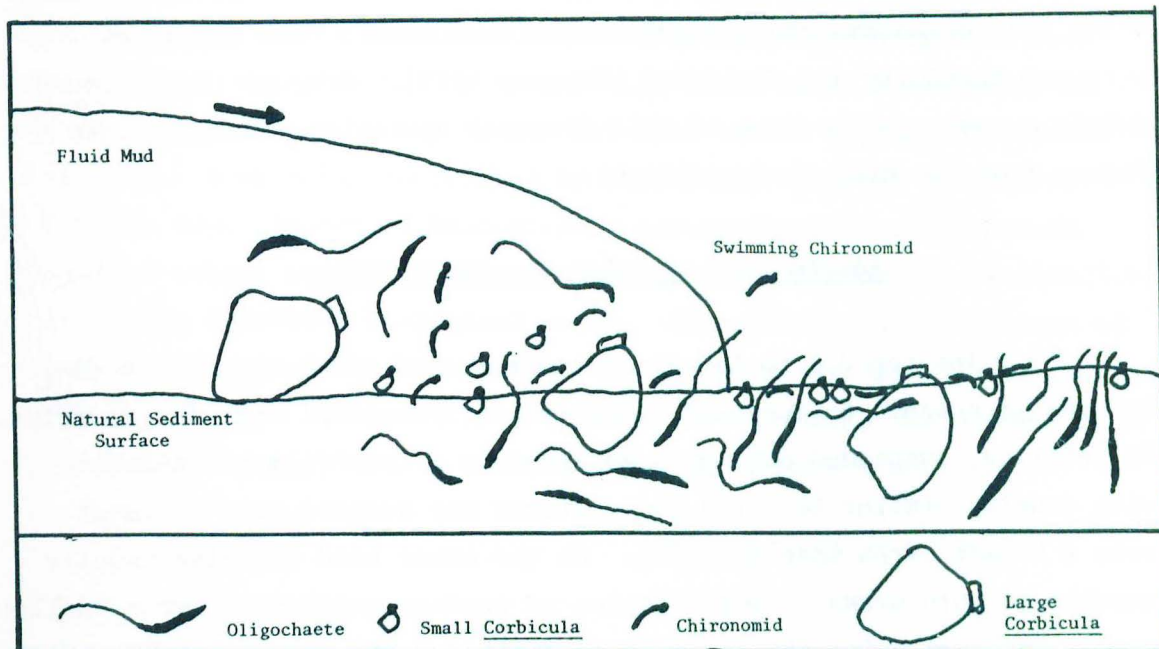 Fluid Mud
Swimming Chironomid
Natural Sediment
Surface
Oligochaete
Small Corbicula
Chironomid
Large
Corbicula